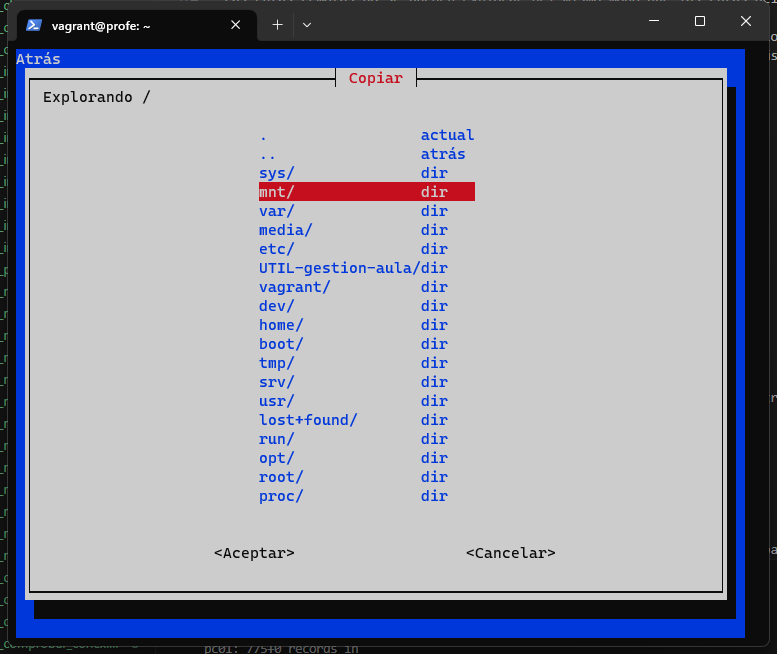 vagrant@profe: ~
Atrás
Copiar
Explorando /
. actual
.. atrás
sys/ dir
mnt/ dir
var/ dir
media/ dir
etc/ dir
UTIL-gestion-aula/dir
vagrant/ dir
dev/ dir
home/ dir
boot/ dir
tmp/ dir
srv/ dir
usr/ dir
lost+found/ dir
run/ dir
opt/ dir
root/ dir
proc/ dir
<Aceptar> <Cancelar>
pc01: 77540 records in